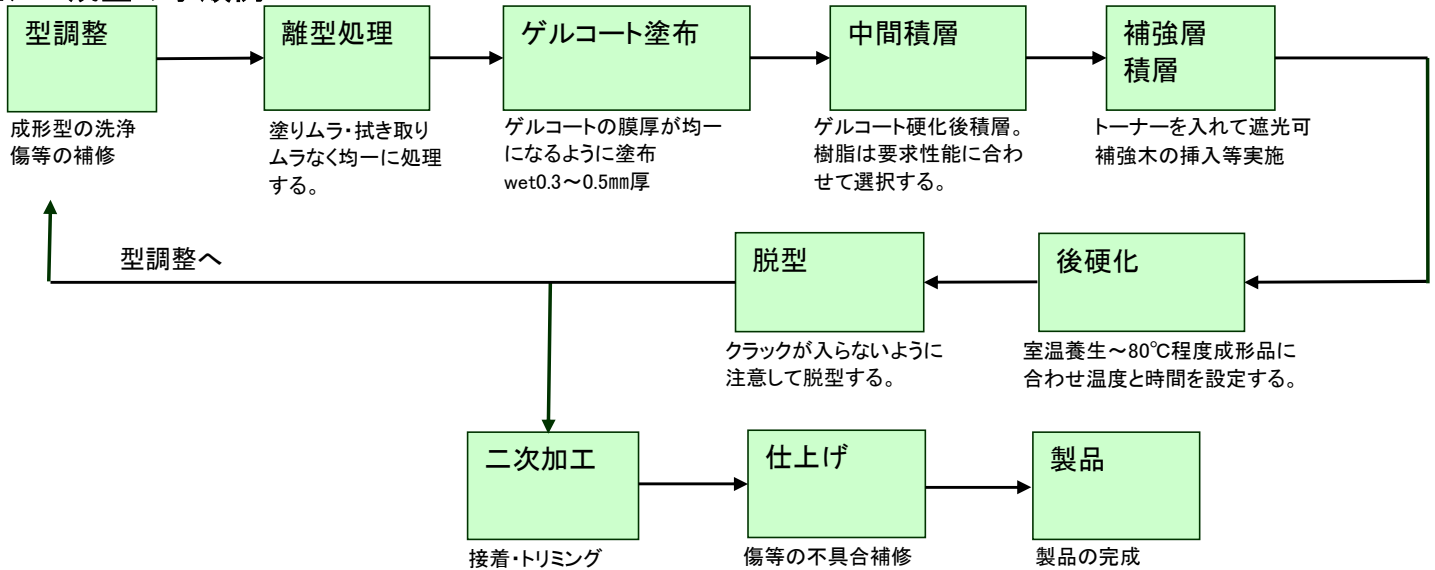 型調整
離型処理
ゲルコート塗布
中間積層
補強層
積層
成形型の洗浄
傷等の補修
塗りムラ・拭き取り
ムラなく均一に処理
する。
ゲルコートの膜厚が均一
になるように塗布
wet0.3～0.5㎜厚
ゲルコート硬化後積層。
樹脂は要求性能に合わ
せて選択する。
トーナーを入れて遮光可
補強木の挿入等実施
型調整へ
脱型
後硬化
クラックが入らないように
注意して脱型する。
室温養生～80℃程度成形品に
合わせ温度と時間を設定する。
二次加工
仕上げ
製品
接着・トリミング
傷等の不具合補修
製品の完成